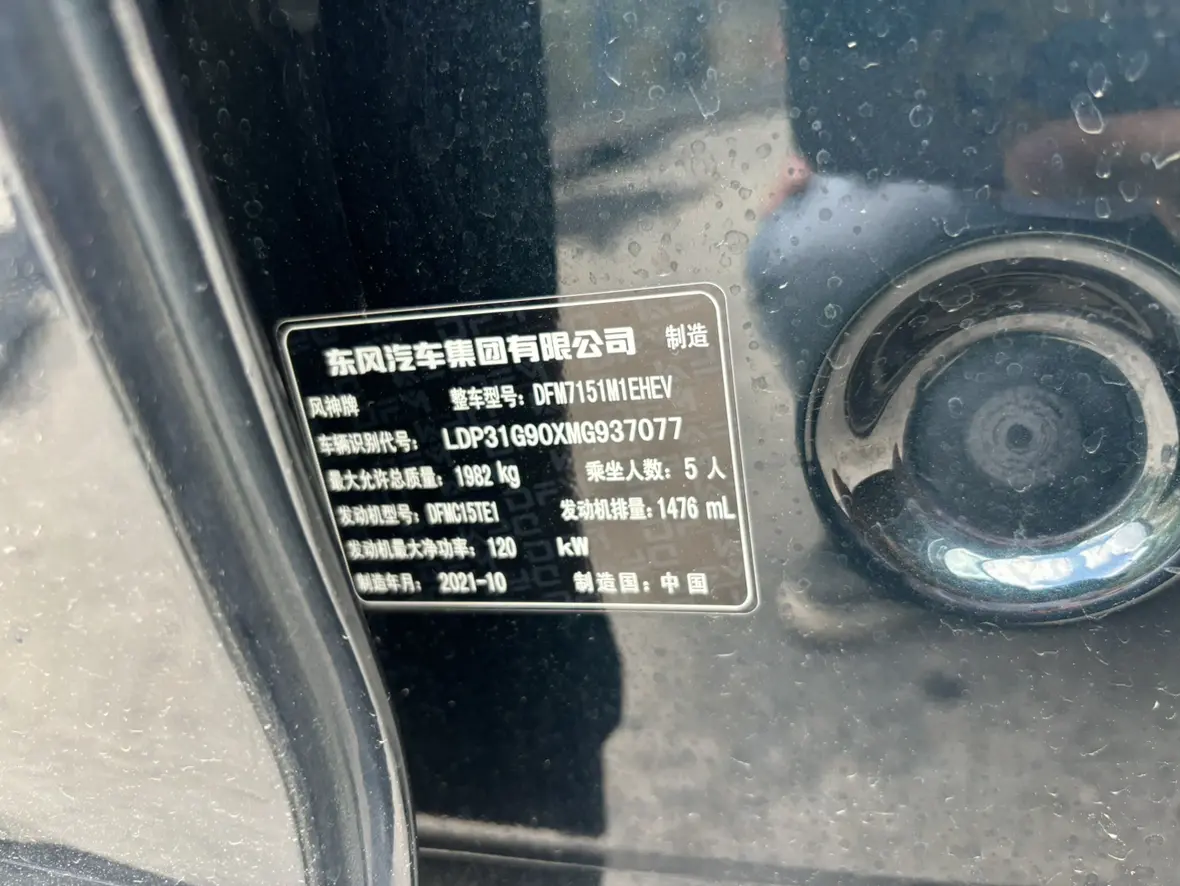 东风汽车集团有限公司 制造
风神牌 整车型号：DFM7151M1EHEV
车辆识别代号：LDP31G90XMG937077
最大允许总质量：1982 kg 乘坐人数：5 人
发动机型号：DFMC15TE1 发动机排量：1476 mL
发动机最大净功率：120 kW
制造年月：2021-10 制造国：中国